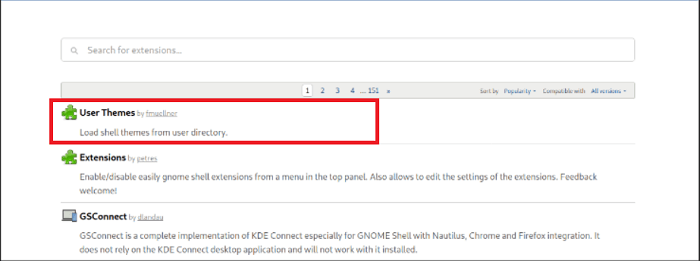 Search for extensions...
1 2 3 4 ... 151 » Sort by Popularity Compatible with All versions
User Themes by fmuellner
Load shell themes from user directory.
Extensions by petres
Enable/disable easily gnome shell extensions from a menu in the top panel. Also allows to edit the settings of the extensions. Feedback
welcome!
GSConnect by dlandau
GSConnect is a complete implementation of KDE Connect especially for GNOME Shell with Nautilus, Chrome and Firefox integration. It
does not rely on the KDE Connect desktop application and will not work with it installed.